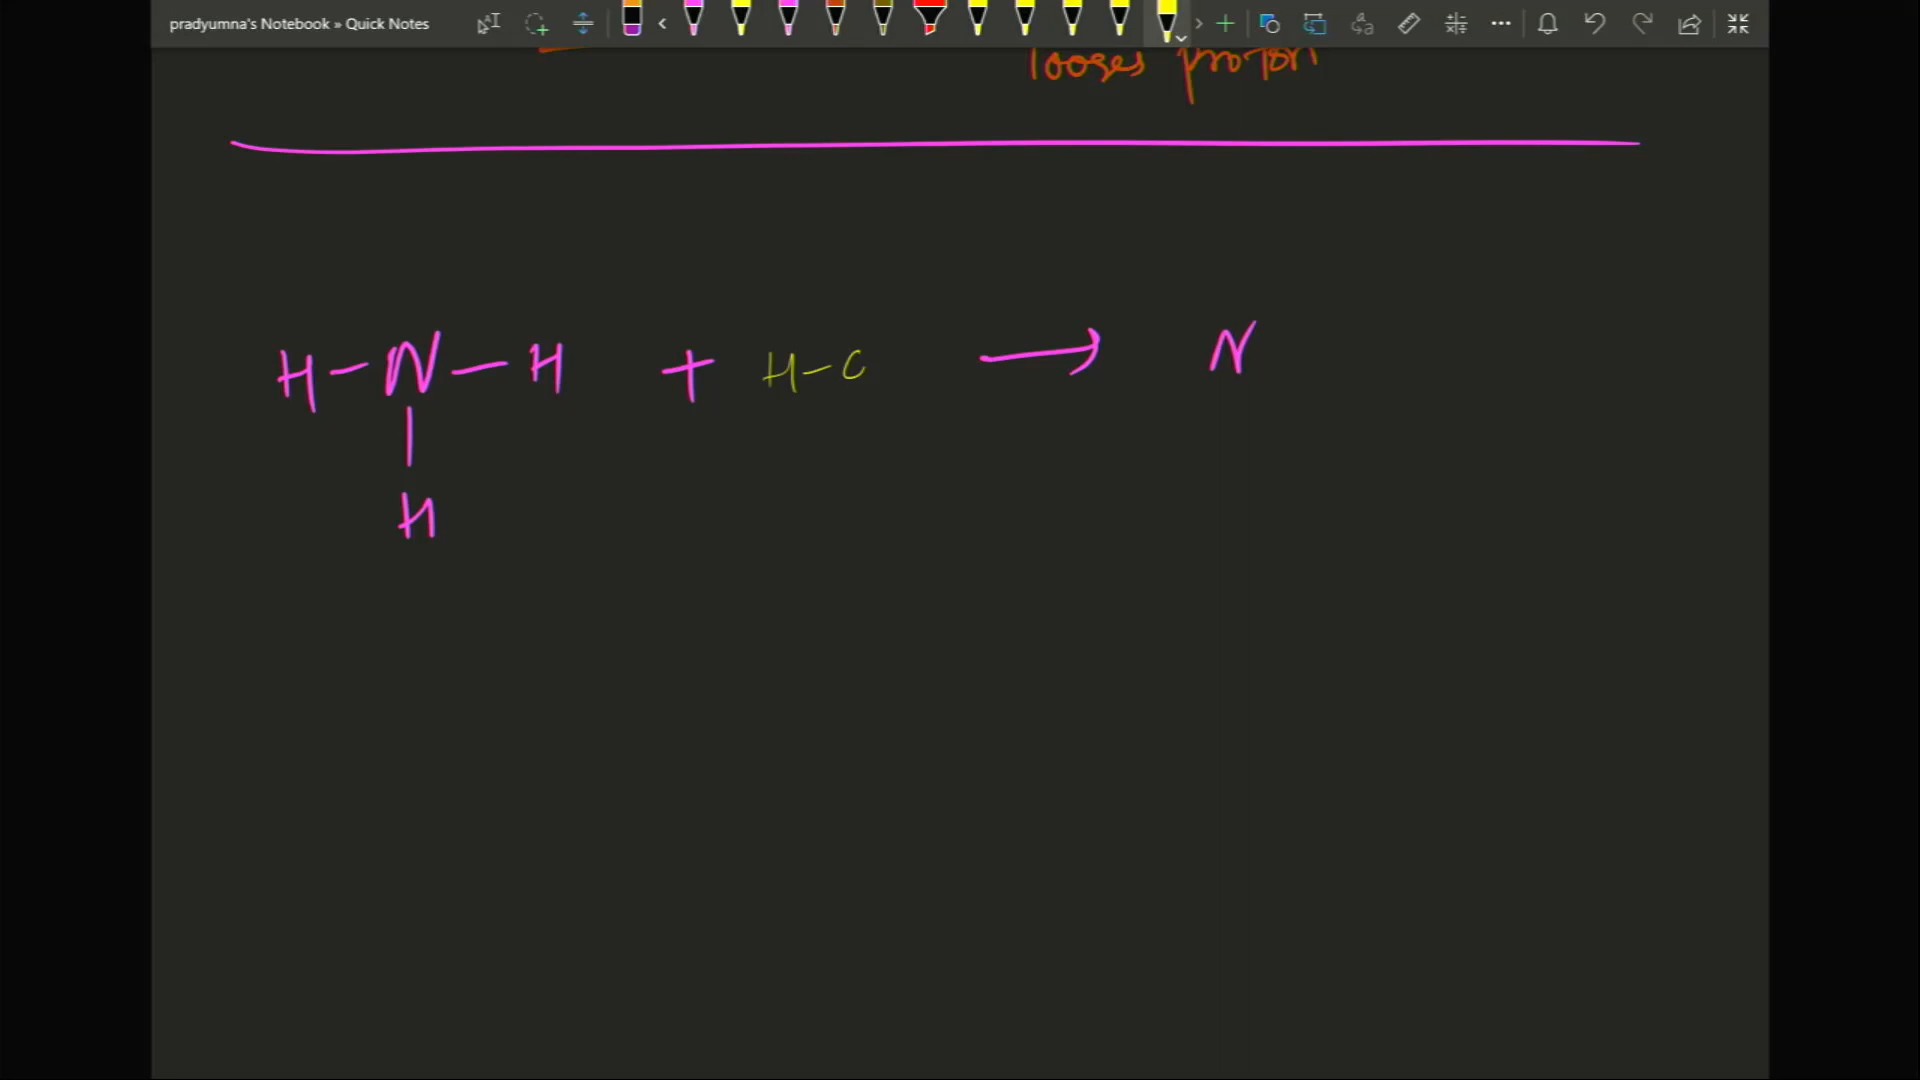 pradyumna's Notebook » Quick Notes
looses proton
H-N-H + H-C → N
|
H